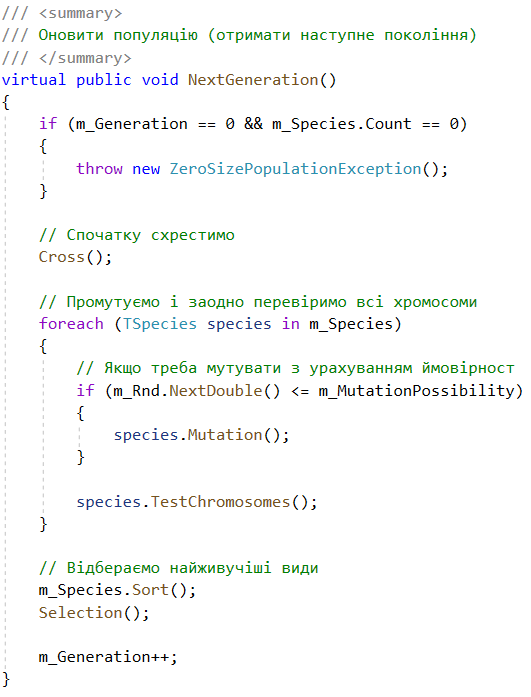 /// <summary>
/// Оновити популяцію (отримати наступне покоління)
/// </summary>
virtual public void NextGeneration()
{
    if (m_Generation == 0 && m_Species.Count == 0)
    {
        throw new ZeroSizePopulationException();
    }

    // Спочатку схрестимо
    Cross();

    // Промутуємо і заодно перевіримо всі хромосоми
    foreach (TSpecies species in m_Species)
    {
        // Якщо треба мутувати з урахуванням ймовірност
        if (m_Rnd.NextDouble() <= m_MutationPossibility)
        {
            species.Mutation();
        }

        species.TestChromosomes();
    }

    // Відбераємо найживучіші види
    m_Species.Sort();
    Selection();

    m_Generation++;
}